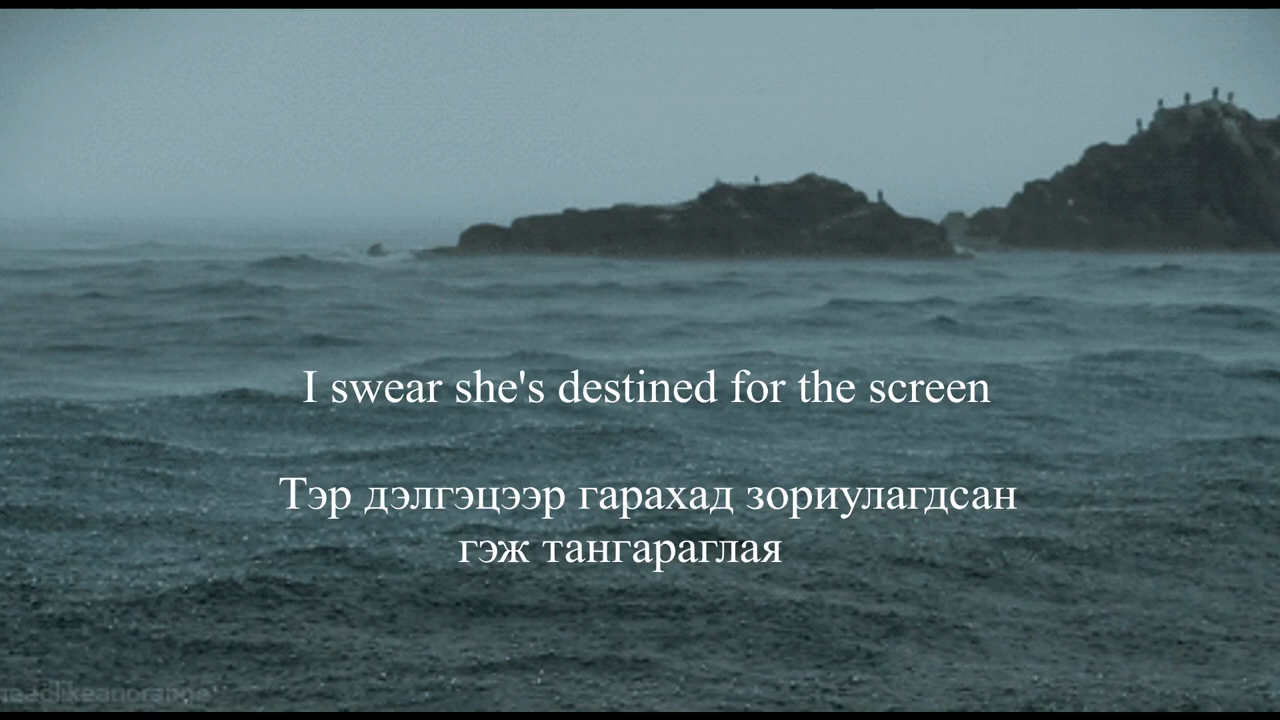 I swear she's destined for the screen
Тэр дэлгэцээр гарахад зориулагдсан
гэж тангараглая